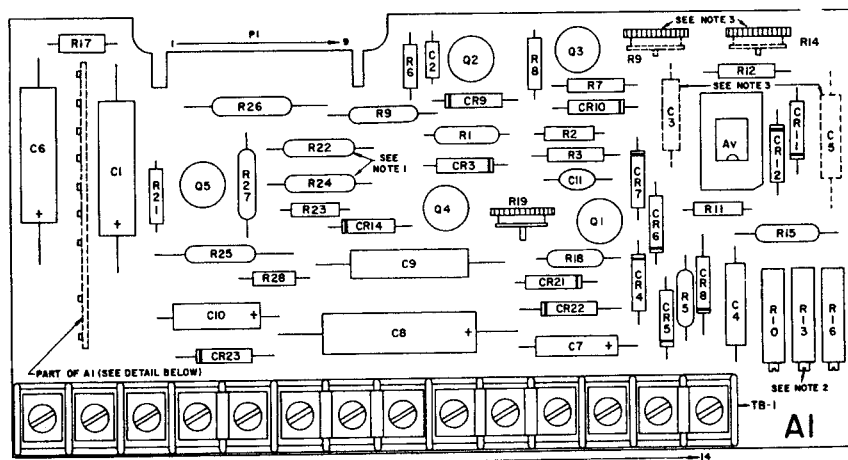 SEE NOTE 3
P1
1 9
R17
R6
C2
Q2
R8
Q3
R9
R14
R7
R12
SEE NOTE 3
CR9
CR10
R26
R9
C3
C5
C6
C1
R22
R1
R2
AV
CR12
CR11
SEE NOTE 1
R24
CR3
R3
R21
Q5
R27
C11
CR7
R23
Q4
R19
Q1
CR6
R11
CR14
R25
C9
R18
R15
R28
CR21
CR4
CR5
R5
CR8
C4
R10
R13
R16
C10
+
C8
+
CR22
C7
+
CR23
+
+
PART OF A1 (SEE DETAIL BELOW)
SEE NOTE 2
TB-1
A1
14